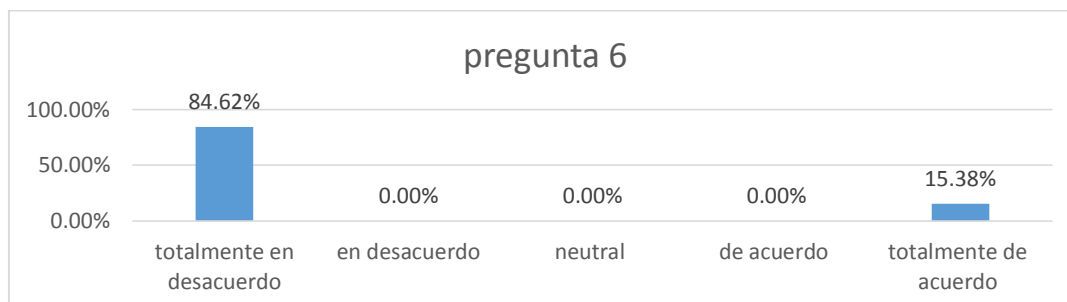 pregunta 6
84.62%
100.00%
50.00%
0.00%
0.00%
0.00%
0.00%
15.38%
totalmente en
desacuerdo
en desacuerdo
neutral
de acuerdo
totalmente de
acuerdo